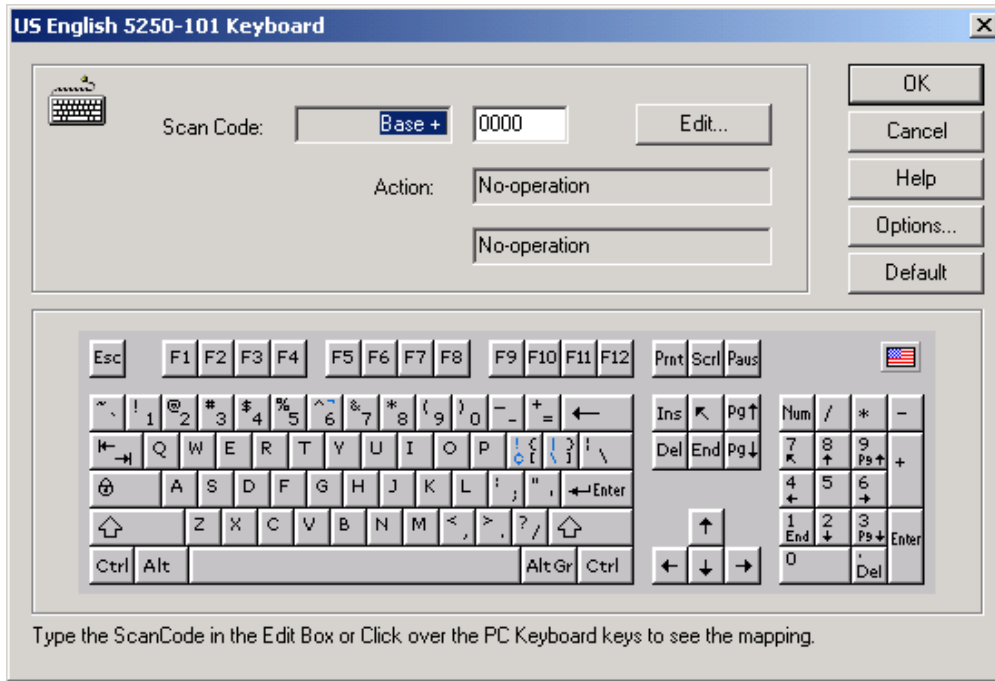 US English 5250-101 Keyboard
OK
Scan Code: Base + 0000 Edit...
Cancel
Action: No-operation
Help
No-operation
Options...
Default
Esc F1 F2 F3 F4 F5 F6 F7 F8 F9 F10 F11 F12 Prnt Scrl Paus
~ ` ! 1 @ 2 # 3 $ 4 % 5 ^ ¬ 6 & 7 * 8 ( 9 ) 0 _ - + = ← Ins ↖ Pg↑ Num / * -
Q W E R T Y U I O P { [ } ] ¦ \ Del End Pg↓ 7 ↖ 8 ↑ 9 Pg↑ +
A S D F G H J K L : ; " ' Enter 4 ← 5 6 →
Z X C V B N M < , > . ? / ↑ 1 End 2 ↓ 3 Pg↓ Enter
Ctrl Alt AltGr Ctrl ← ↓ → 0 . Del
Type the ScanCode in the Edit Box or Click over the PC Keyboard keys to see the mapping.